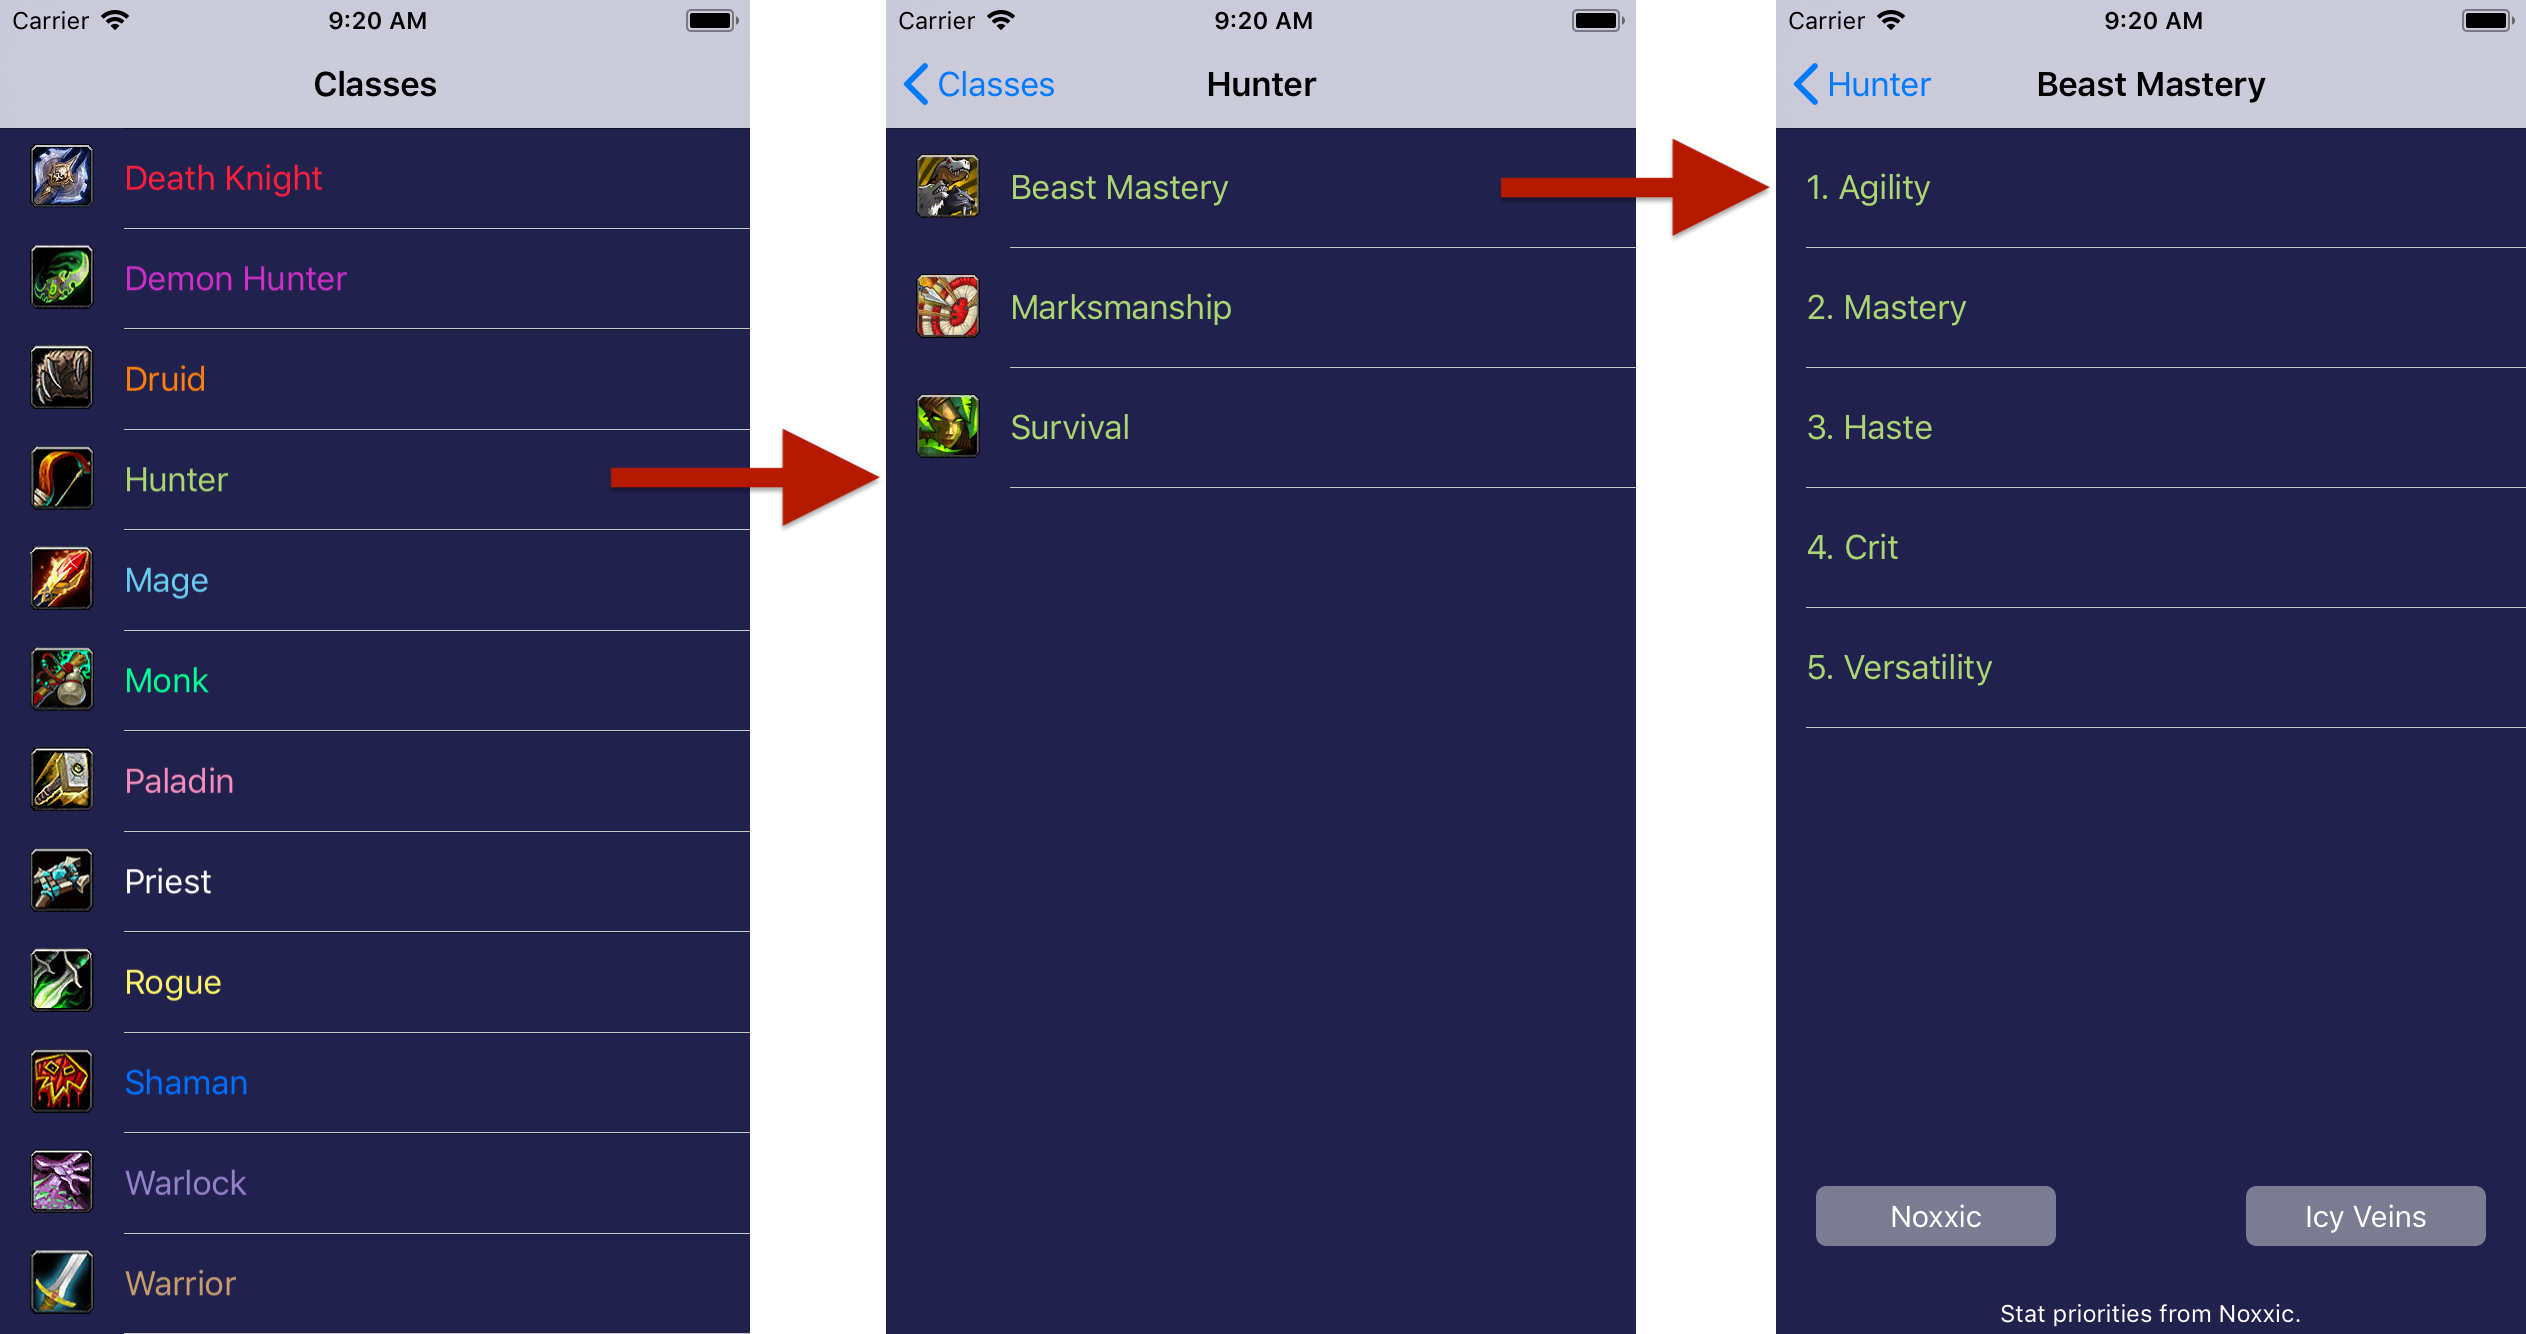 Carrier 9:20 AM
Classes
Death Knight
Demon Hunter
Druid
Hunter
Mage
Monk
Paladin
Priest
Rogue
Shaman
Warlock
Warrior
Carrier 9:20 AM
Classes Hunter
Beast Mastery
Marksmanship
Survival
Carrier 9:20 AM
Hunter Beast Mastery
1. Agility
2. Mastery
3. Haste
4. Crit
5. Versatility
Noxxic Icy Veins
Stat priorities from Noxxic.